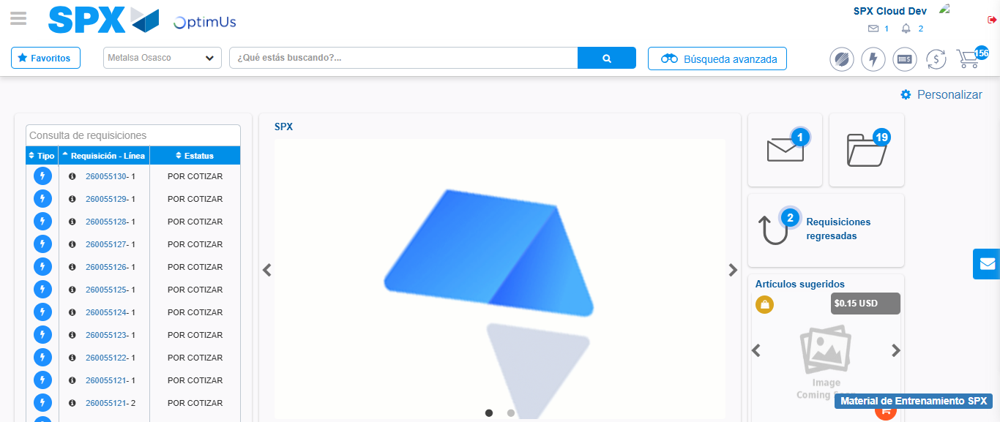 SPX OptimUs
SPX Cloud Dev
1 2
Favoritos
Metalsa Osasco
¿Qué estás buscando?...
Búsqueda avanzada
156
Personalizar
Consulta de requisiciones
Tipo Requisición - Línea Estatus
260055130- 1 POR COTIZAR
260055129- 1 POR COTIZAR
260055128- 1 POR COTIZAR
260055127- 1 POR COTIZAR
260055126- 1 POR COTIZAR
260055125- 1 POR COTIZAR
260055124- 1 POR COTIZAR
260055123- 1 POR COTIZAR
260055122- 1 POR COTIZAR
260055121- 1 POR COTIZAR
260055121- 2 POR COTIZAR
SPX
1
19
2
Requisiciones
regresadas
Artículos sugeridos
$0.15 USD
Image
Coming
Material de Entrenamiento SPX